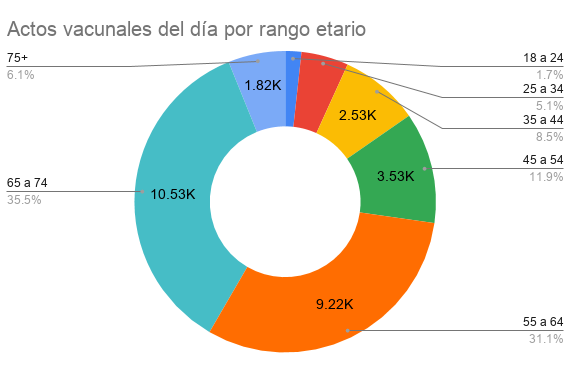 Actos vacunales del día por rango etario
75+
6.1%
18 a 24
1.7%
25 a 34
5.1%
35 a 44
8.5%
45 a 54
11.9%
65 a 74
35.5%
55 a 64
31.1%
1.82K
2.53K
3.53K
10.53K
9.22K